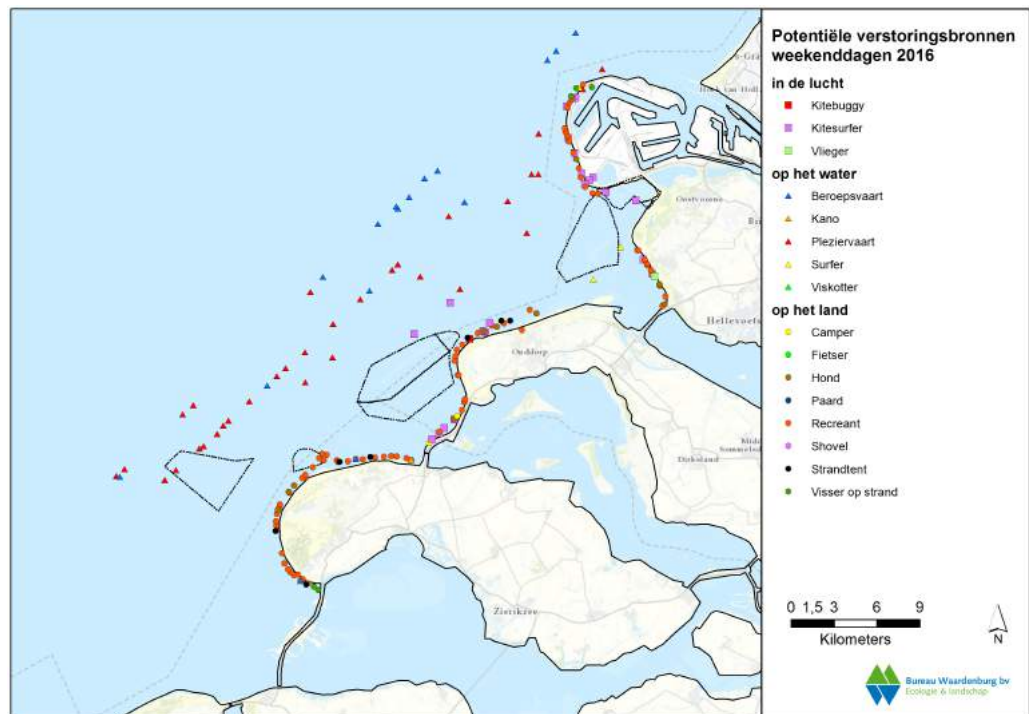 Potentiële verstoringsbronnen
weekenddagen 2016
in de lucht
Kitebuggy
Kitesurfer
Vlieger
op het water
Beroepsvaart
Kano
Pleziervaart
Surfer
Viskotter
op het land
Camper
Fietser
Hond
Paard
Recreant
Shovel
Strandtent
Visser op strand
0 1,5 3 6 9
Kilometers
N
Bureau Waardenburg bv
Ecologie & landschap
Oostvoorne
Hellevoets
Ouddorp
Dirksland
Zierikzee